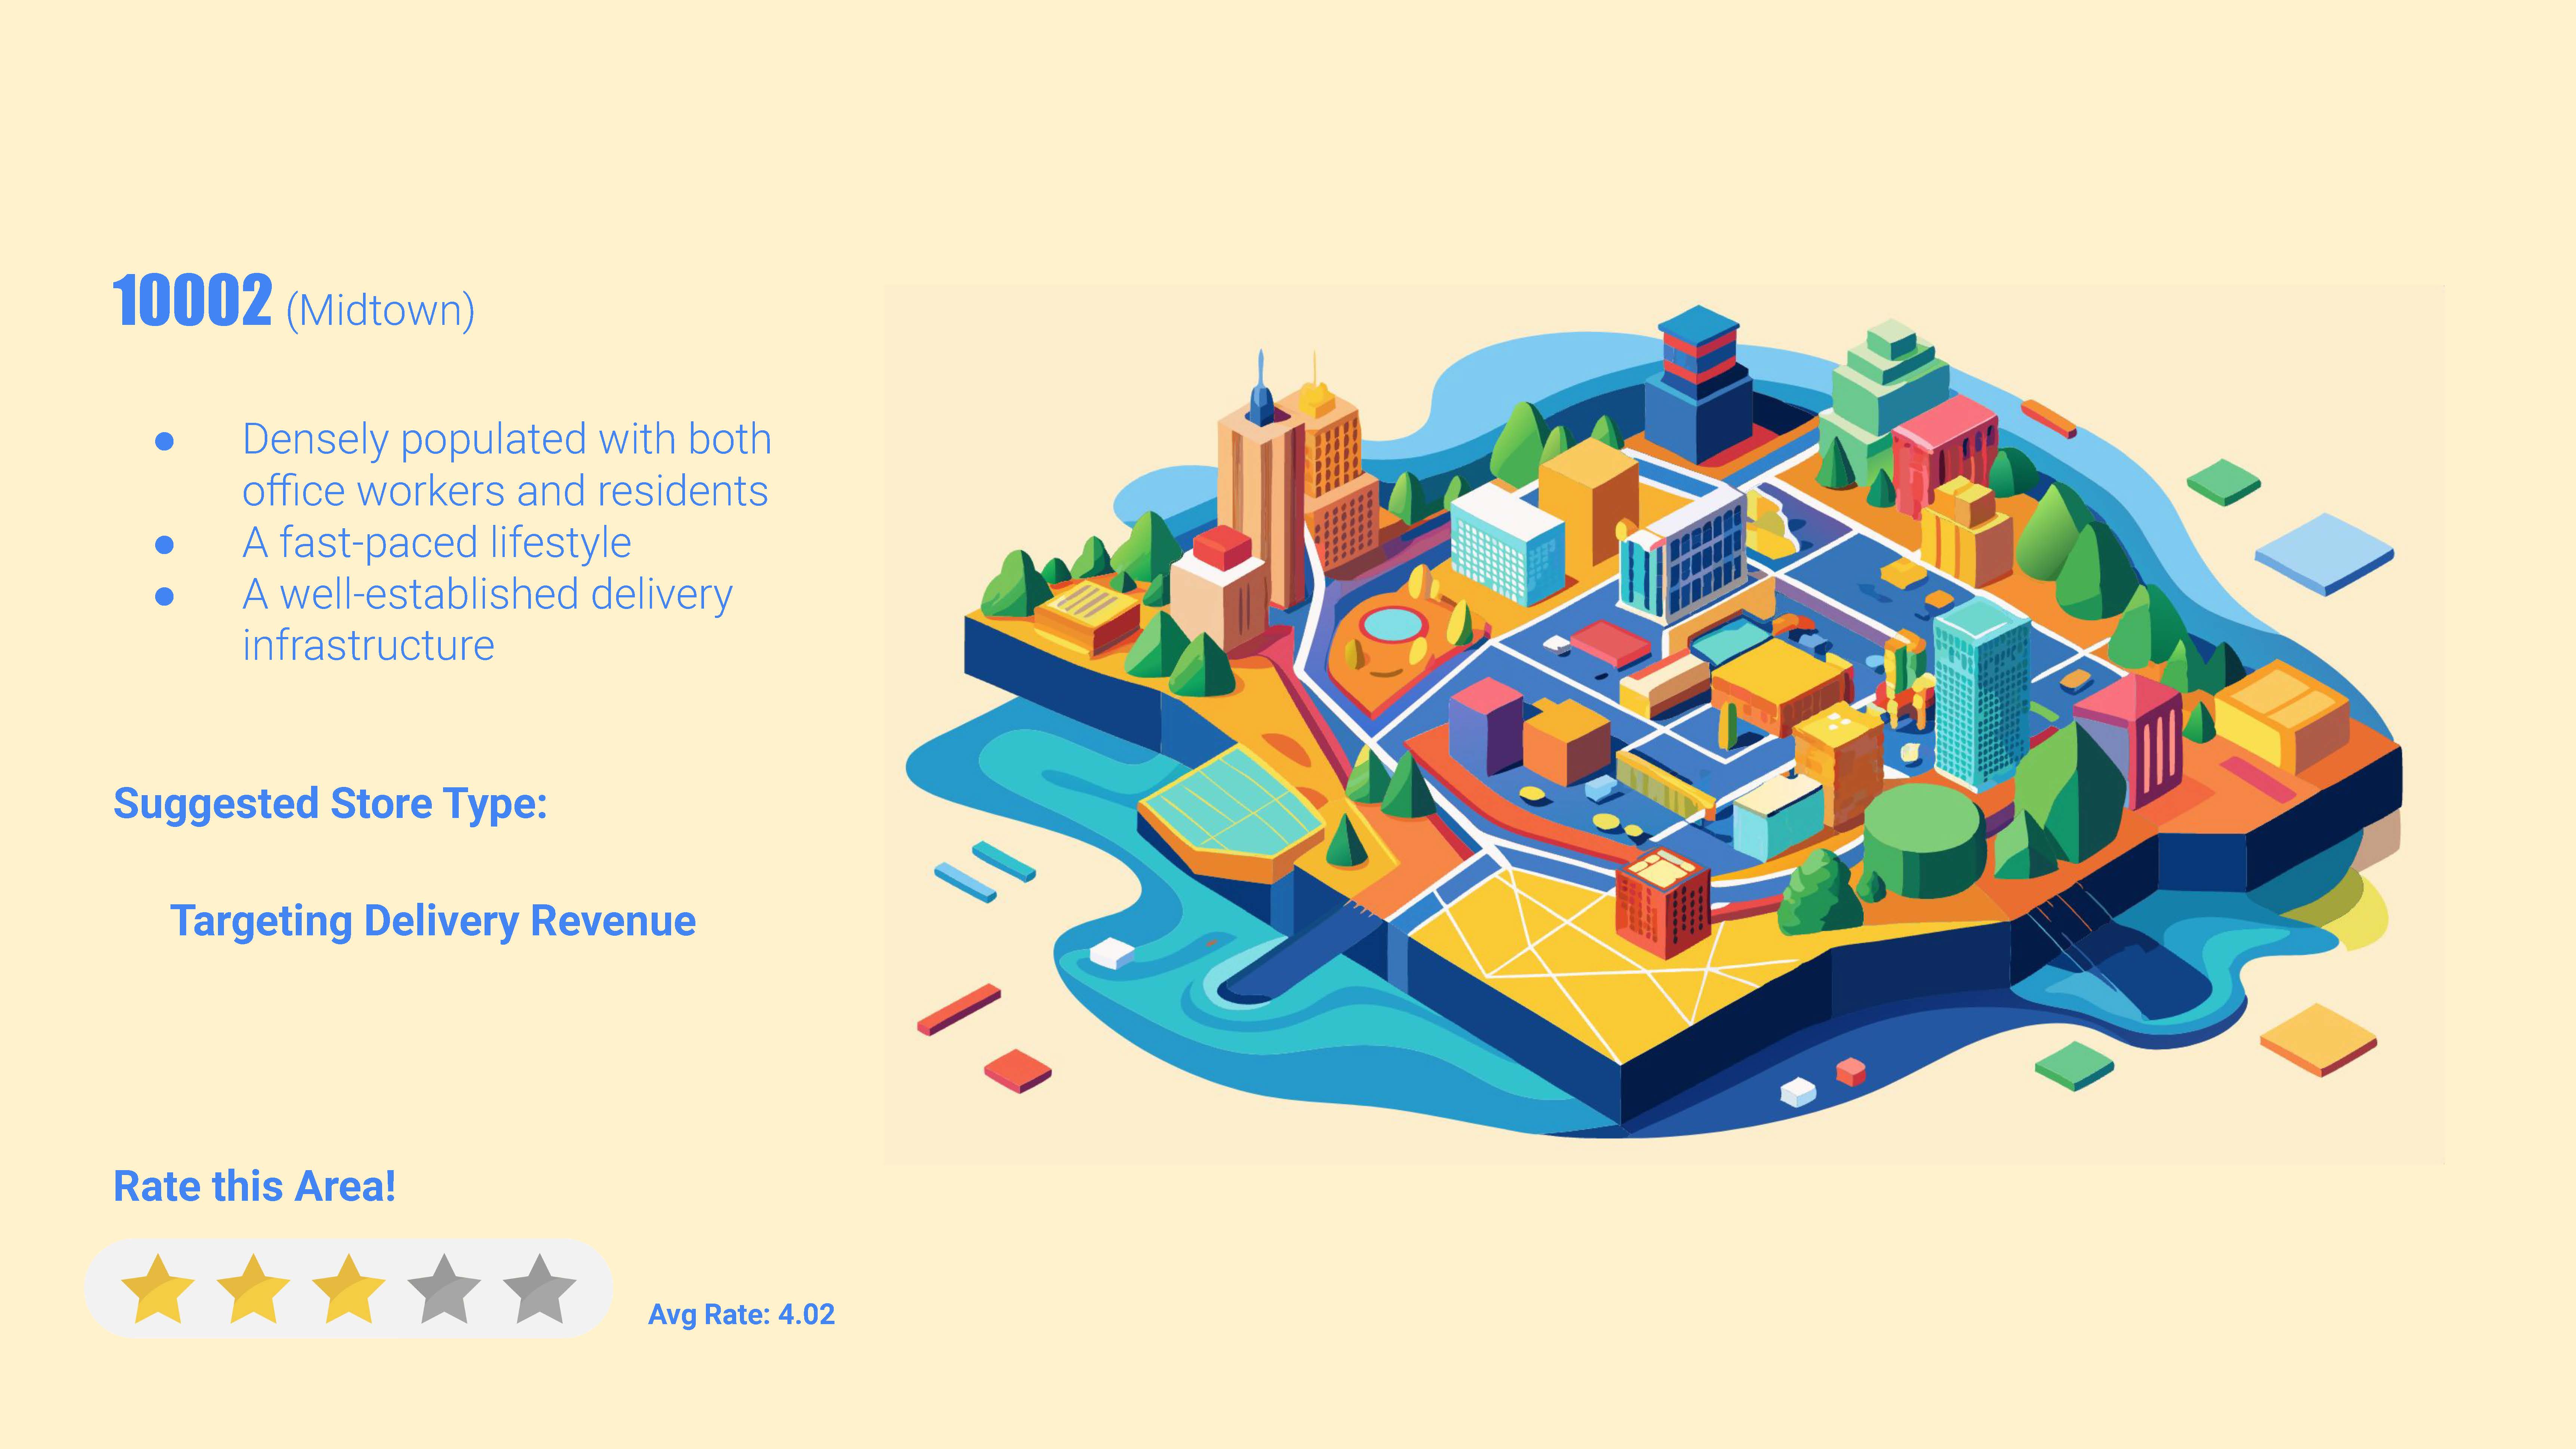 10002 (Midtown)
● Densely populated with both
office workers and residents
● A fast-paced lifestyle
● A well-established delivery
infrastructure
Suggested Store Type:
Targeting Delivery Revenue
Rate this Area!
Avg Rate: 4.02